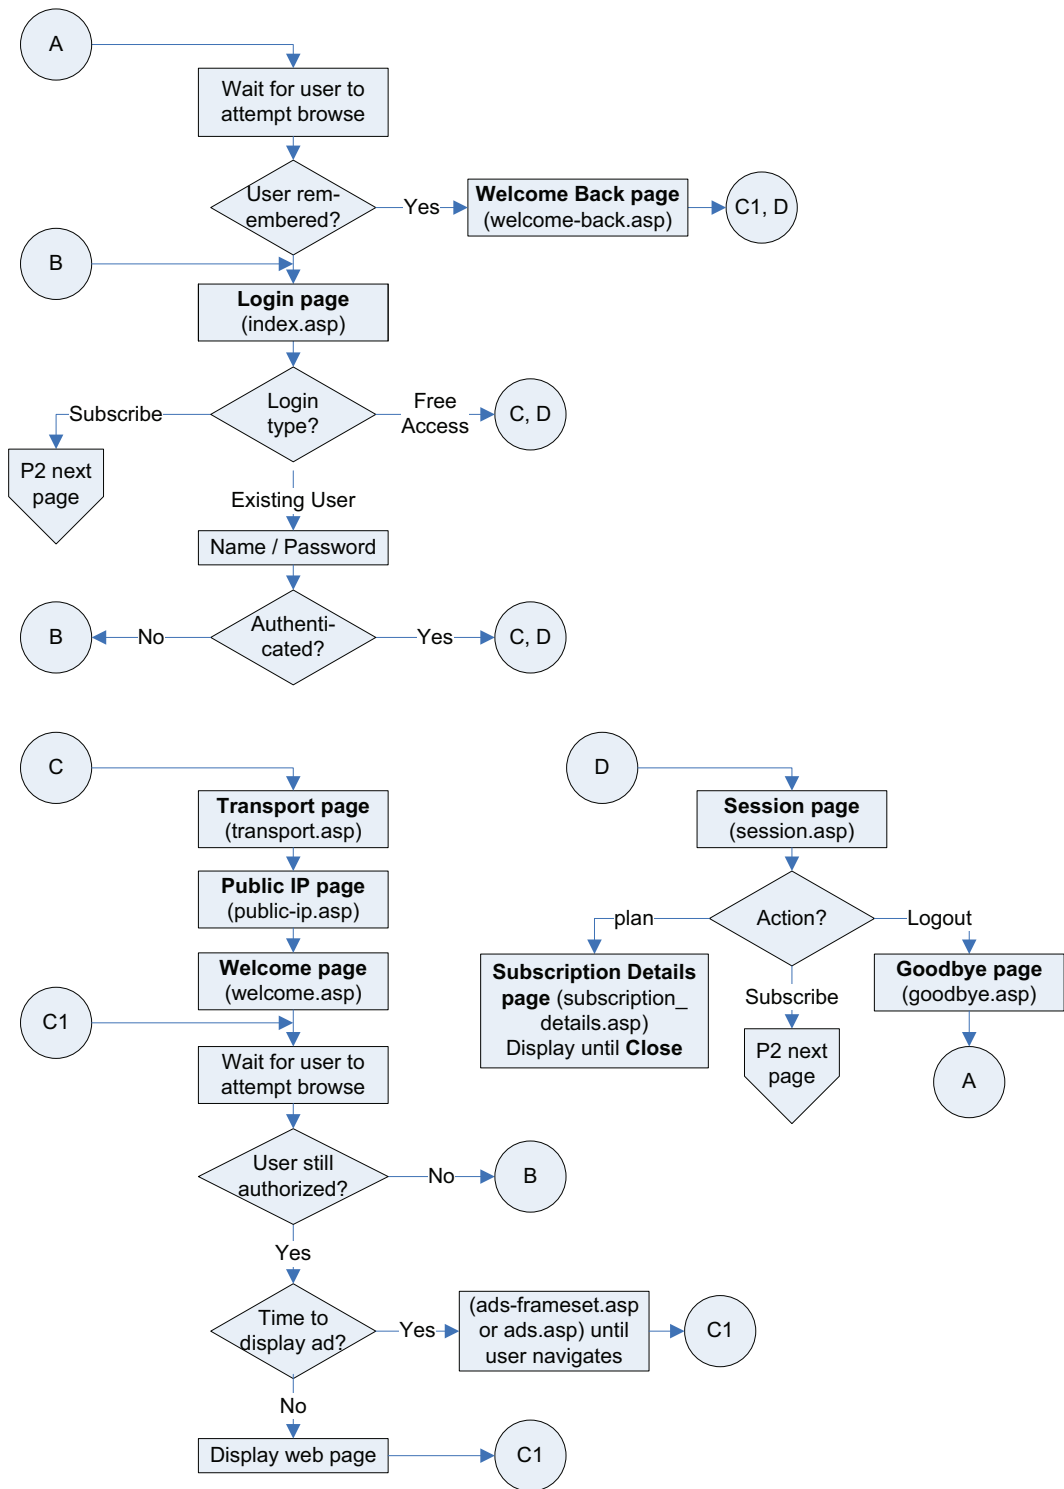 A
Wait for user to
attempt browse
User rem-
embered?
Yes
Welcome Back page
(welcome-back.asp)
C1, D
B
Login page
(index.asp)
Login
type?
Subscribe
Free
Access
C, D
P2 next
page
Existing User
Name / Password
Authenti-
cated?
No
B
Yes
C, D
C
Transport page
(transport.asp)
Public IP page
(public-ip.asp)
Welcome page
(welcome.asp)
C1
Wait for user to
attempt browse
User still
authorized?
No
B
Yes
Time to
display ad?
Yes
(ads-frameset.asp
or ads.asp) until
user navigates
C1
No
Display web page
C1
D
Session page
(session.asp)
Action?
plan
Subscription Details
page (subscription_
details.asp)
Display until Close
Subscribe
P2 next
page
Logout
Goodbye page
(goodbye.asp)
A